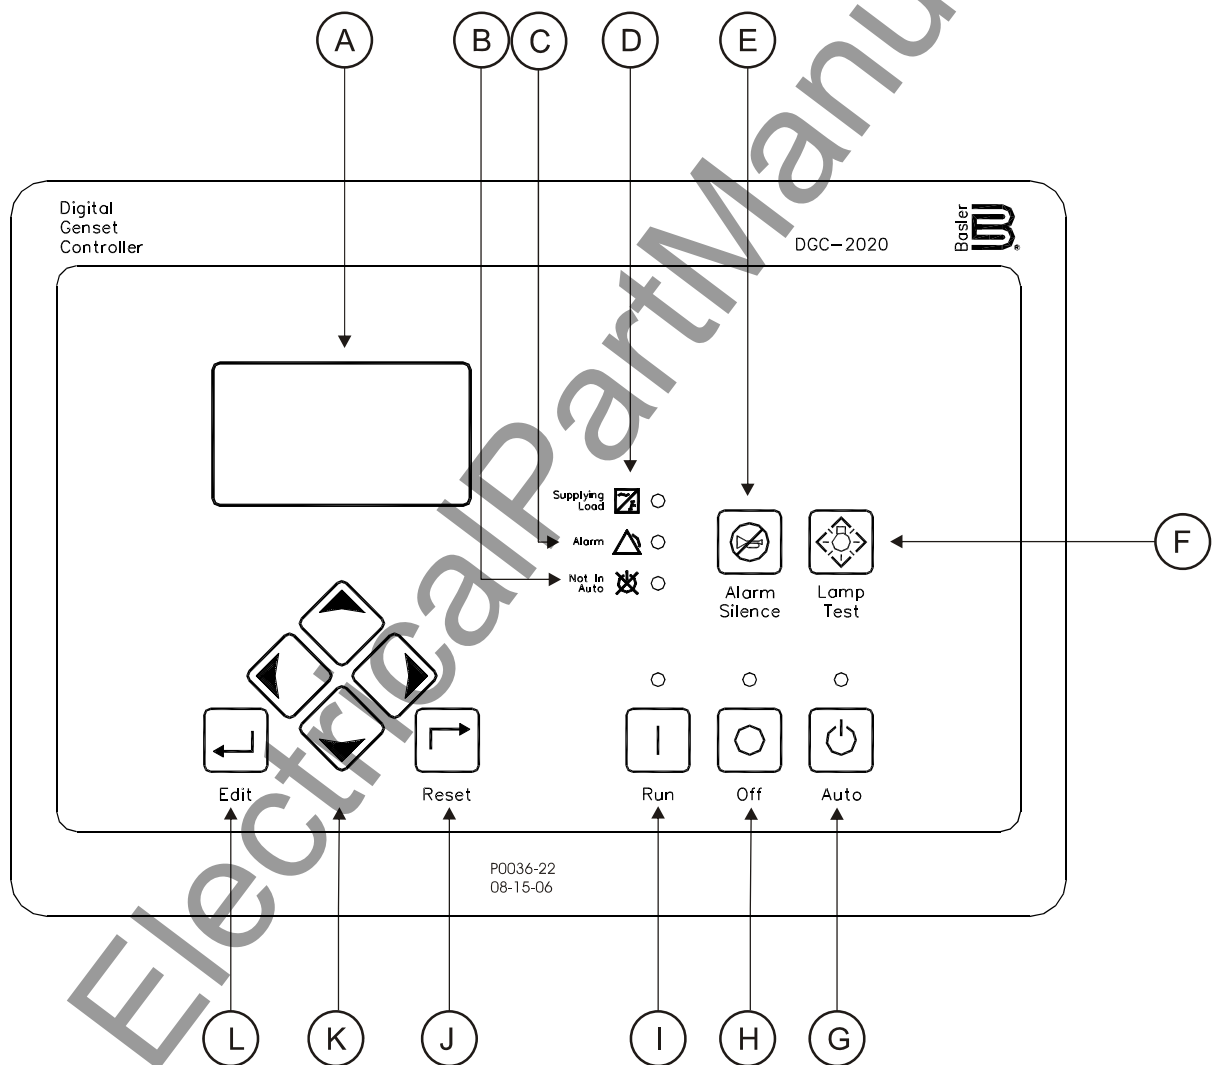 A B C D E
Digital
Genset
Controller
DGC-2020
Basler
B
Supplying
Load
Alarm
Not In
Auto
Alarm
Silence
Lamp
Test
F
Edit
Reset
Run
Off
Auto
P0036-22
08-15-06
L K J I H G
ElectricalPartManu